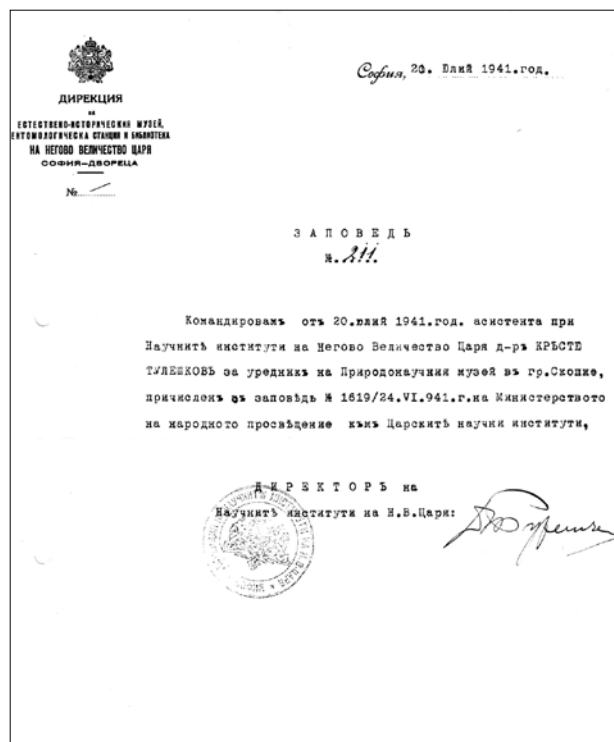 ДИРЕКЦИЯ
НА
ЕСТЕСТВЕНО-ИСТОРИЧЕСКИЯ МУЗЕЙ,
ЕНТОМОЛОГИЧЕСКА СТАНЦИЯ И БИБЛИОТЕКА
НА НЕГОВО ВЕЛИЧЕСТВО ЦАРЯ
СОФИЯ—ДВОРЕЦА
№
София, 20. Юлий 1941.год.
ЗАПОВЕДЬ
№. 211.
Командировамъ отъ 20.юлий 1941.год. асистента при
Научнитѣ институти на Негово Величество Царя д-ръ КРЪСТЮ
ТУЛЕШКОВЪ за уредникъ на Природонаучния музей въ гр.Скопие,
причисленъ съ заповѣдь № 1619/24.VI.941.г.на Министерството
на народното просвѣщение къмъ Царскитѣ научни институти,
ДИРЕКТОРЪ на
Научнитѣ институти на Н.В.Царя: